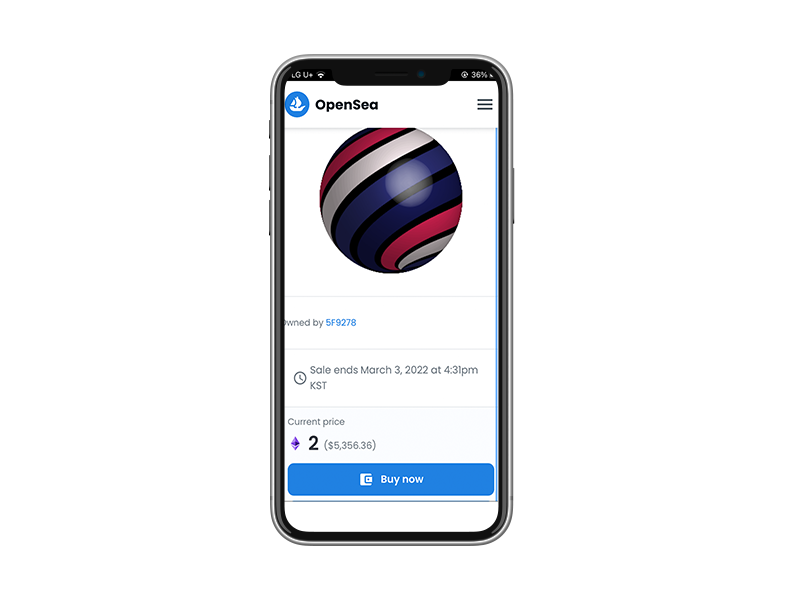 LG U+ 36%
OpenSea
Owned by 5F9278
Sale ends March 3, 2022 at 4:31pm
KST
Current price
2 ($5,356.36)
Buy now